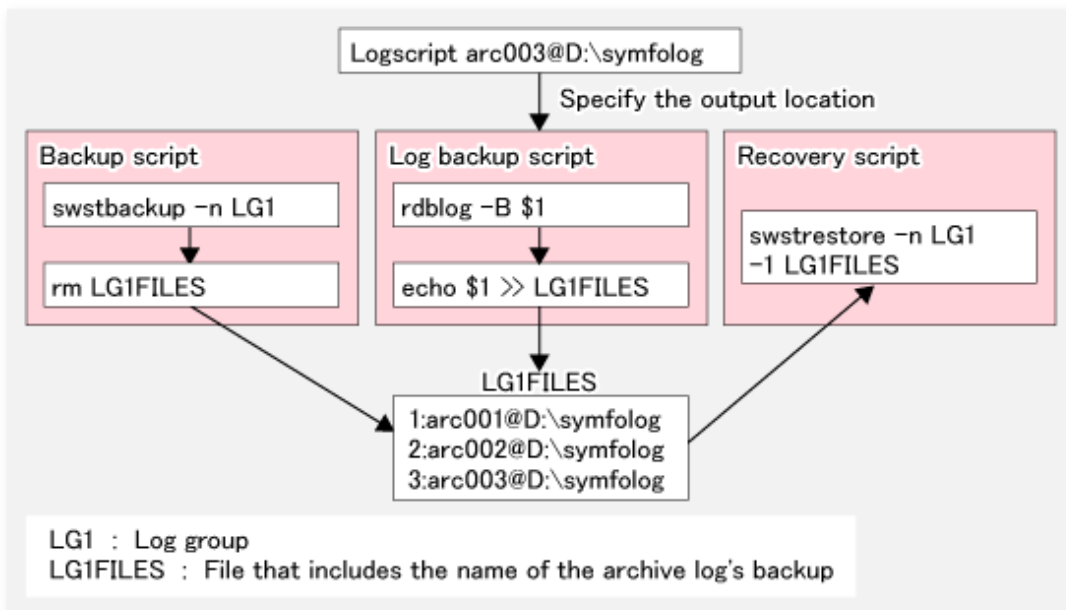 Logscript arc003@D:\symfolog
Specify the output location
Backup script
swstbackup -n LG1
rm LG1FILES
Log backup script
rdblog -B $1
echo $1 >> LG1FILES
Recovery script
swstrestore -n LG1
-1 LG1FILES
LG1FILES
1:arc001@D:\symfolog
2:arc002@D:\symfolog
3:arc003@D:\symfolog
LG1 : Log group
LG1FILES : File that includes the name of the archive log's backup